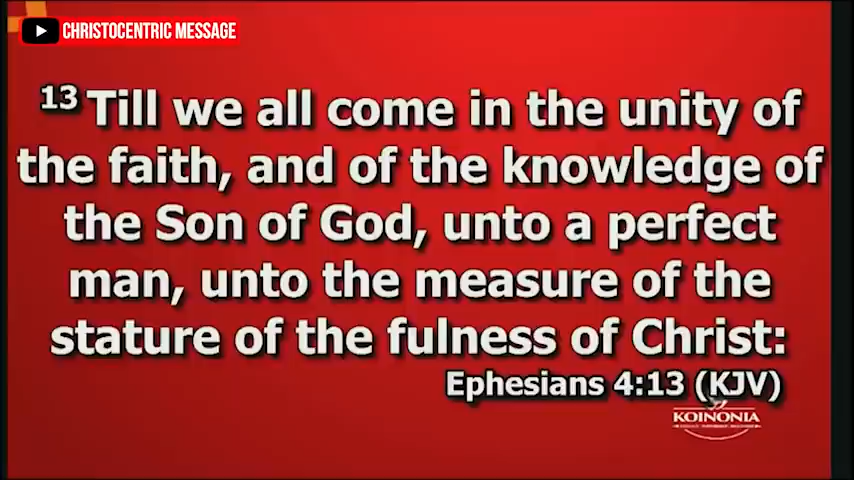 CHRISTOCENTRIC MESSAGE
13 Till we all come in the unity of
the faith, and of the knowledge of
the Son of God, unto a perfect
man, unto the measure of the
stature of the fulness of Christ:
Ephesians 4:13 (KJV)
KOINONIA